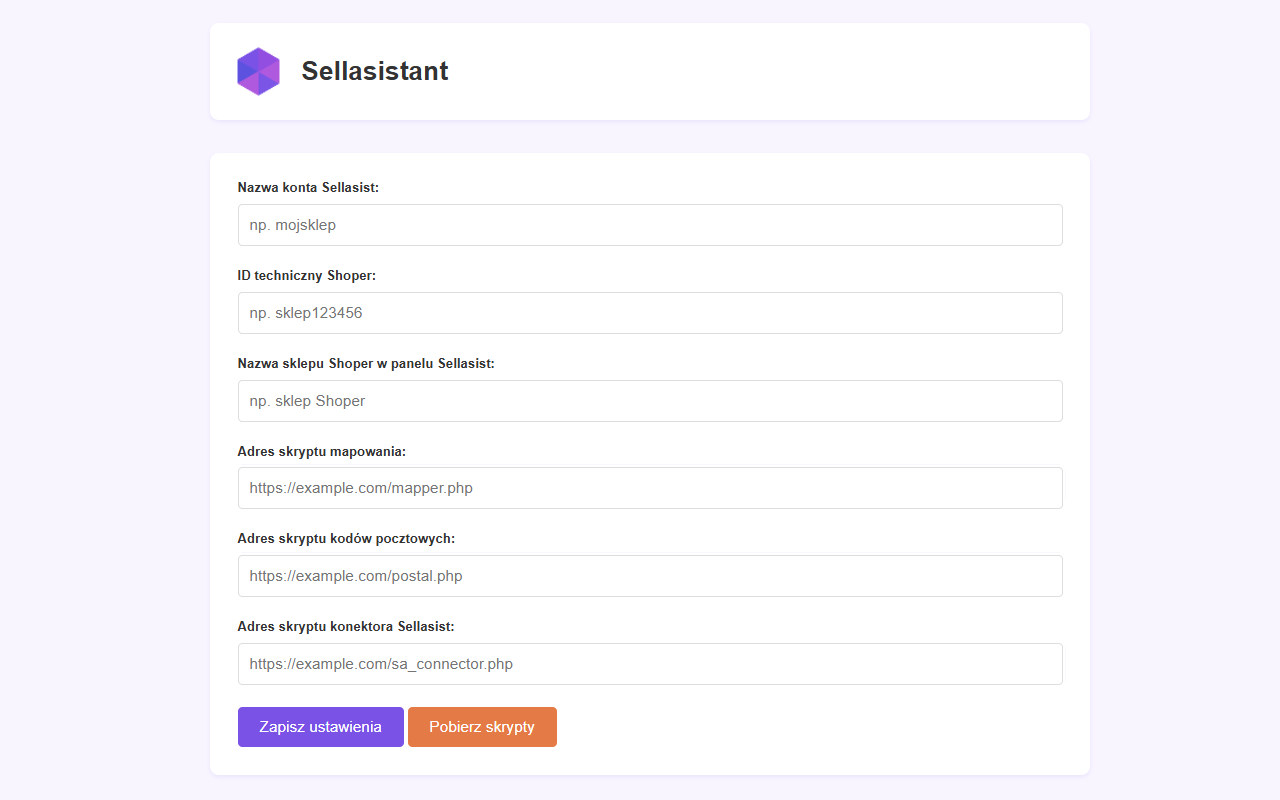 Sellasistant
Nazwa konta Sellasist:
np. mojsklep
ID techniczny Shoper:
np. sklep123456
Nazwa sklepu Shoper w panelu Sellasist:
np. sklep Shoper
Adres skryptu mapowania:
https://example.com/mapper.php
Adres skryptu kodów pocztowych:
https://example.com/postal.php
Adres skryptu konektora Sellasist:
https://example.com/sa_connector.php
Zapisz ustawienia Pobierz skrypty